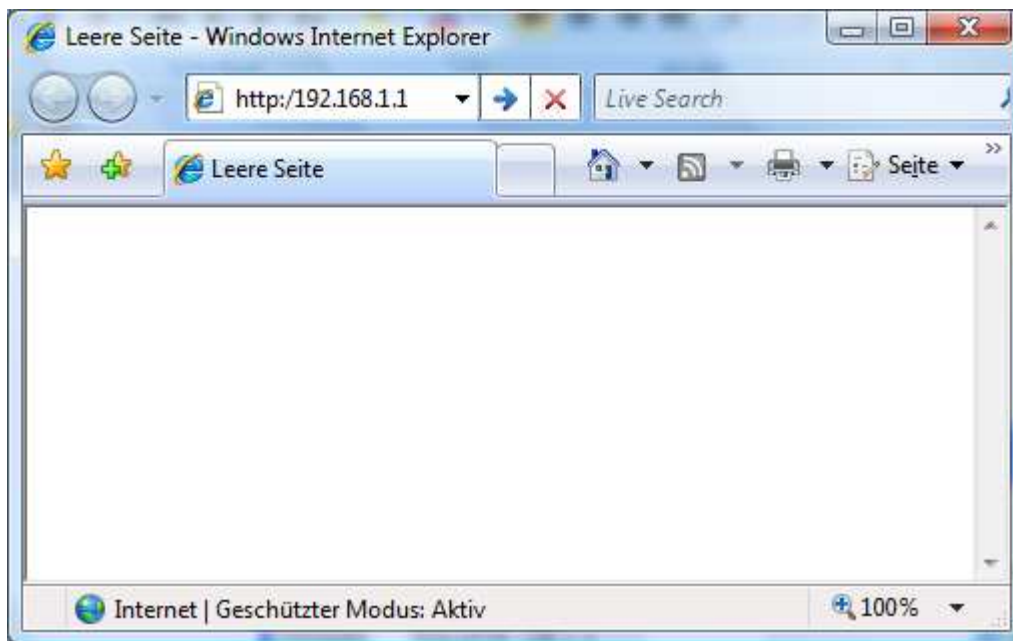 Leere Seite - Windows Internet Explorer
http:/192.168.1.1
Live Search
Leere Seite
Seite
Internet | Geschützter Modus: Aktiv
100%